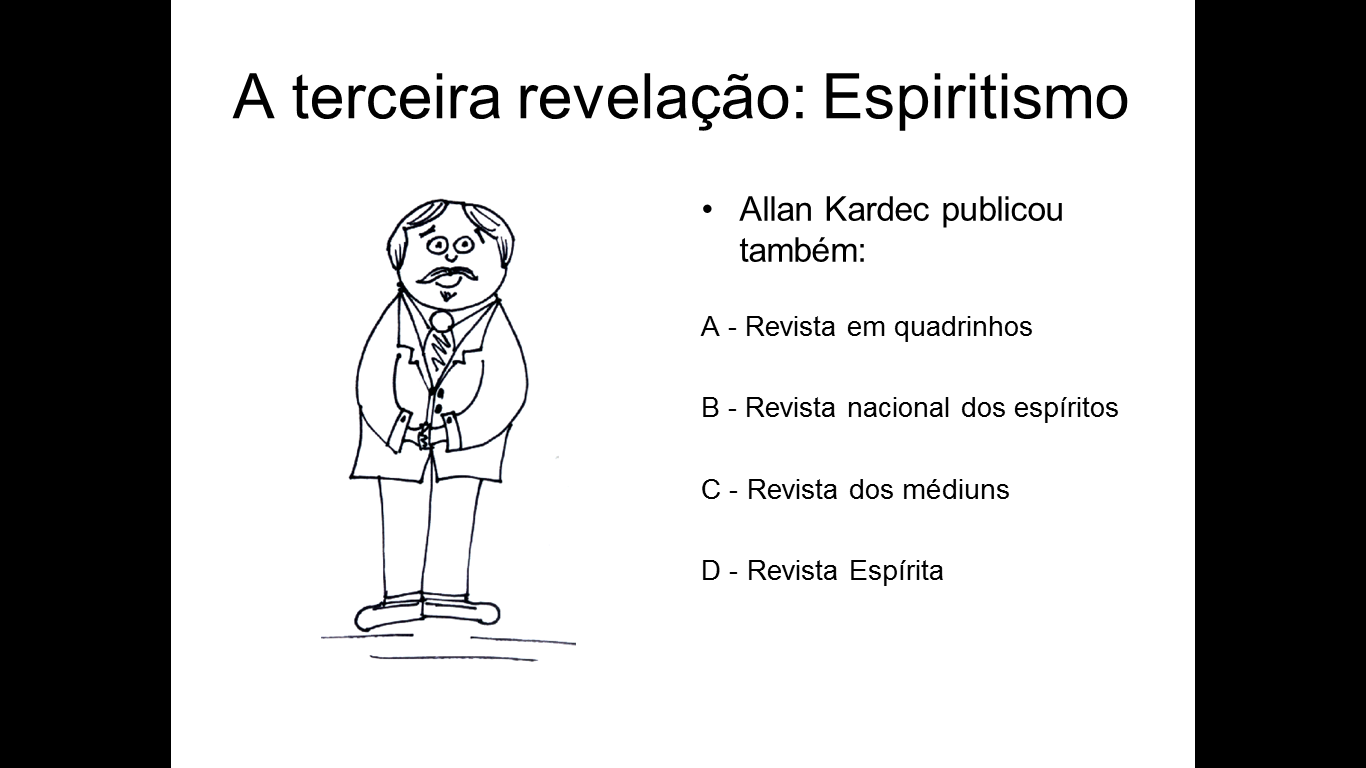 A terceira revelação: Espiritismo
• Allan Kardec publicou
também:
A - Revista em quadrinhos
B - Revista nacional dos espíritos
C - Revista dos médiuns
D - Revista Espírita